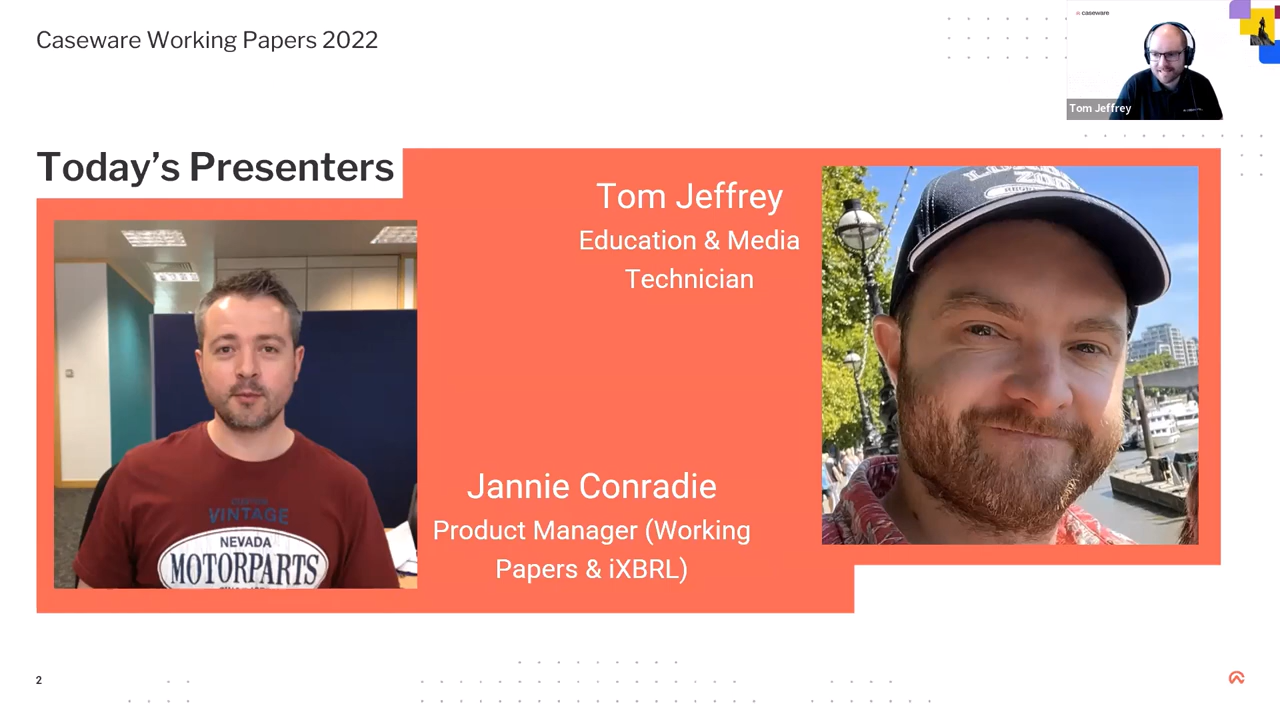 Caseware Working Papers 2022
caseware
Tom Jeffrey
Today's Presenters
Tom Jeffrey
Education & Media
Technician
VINTAGE
NEVADA
MOTORPARTS
Jannie Conradie
Product Manager (Working
Papers & iXBRL)
2